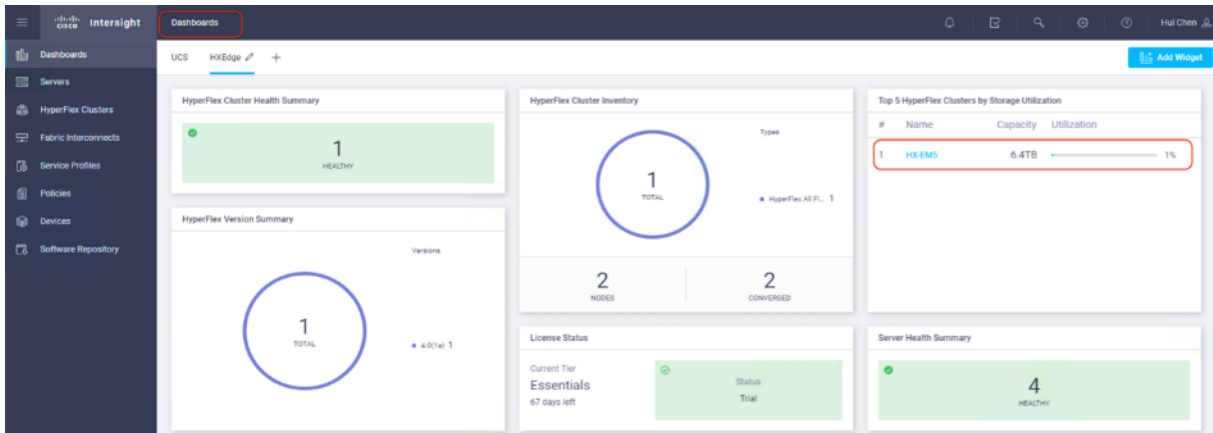 cisco Intersight
Dashboards
Hui Chen
Dashboards
Servers
HyperFlex Clusters
Fabric Interconnects
Service Profiles
Policies
Devices
Software Repository
UCS HXEdge +
Add Widget
HyperFlex Cluster Health Summary
1
HEALTHY
HyperFlex Version Summary
Versions
1
TOTAL
4.0(1a) 1
HyperFlex Cluster Inventory
Types
1
TOTAL
HyperFlex All Fl... 1
2
NODES
2
CONVERGED
License Status
Current Tier
Essentials
67 days left
Status
Trial
Top 5 HyperFlex Clusters by Storage Utilization
# Name Capacity Utilization
1 HX-EM5 6.4TB 1%
Server Health Summary
4
HEALTHY